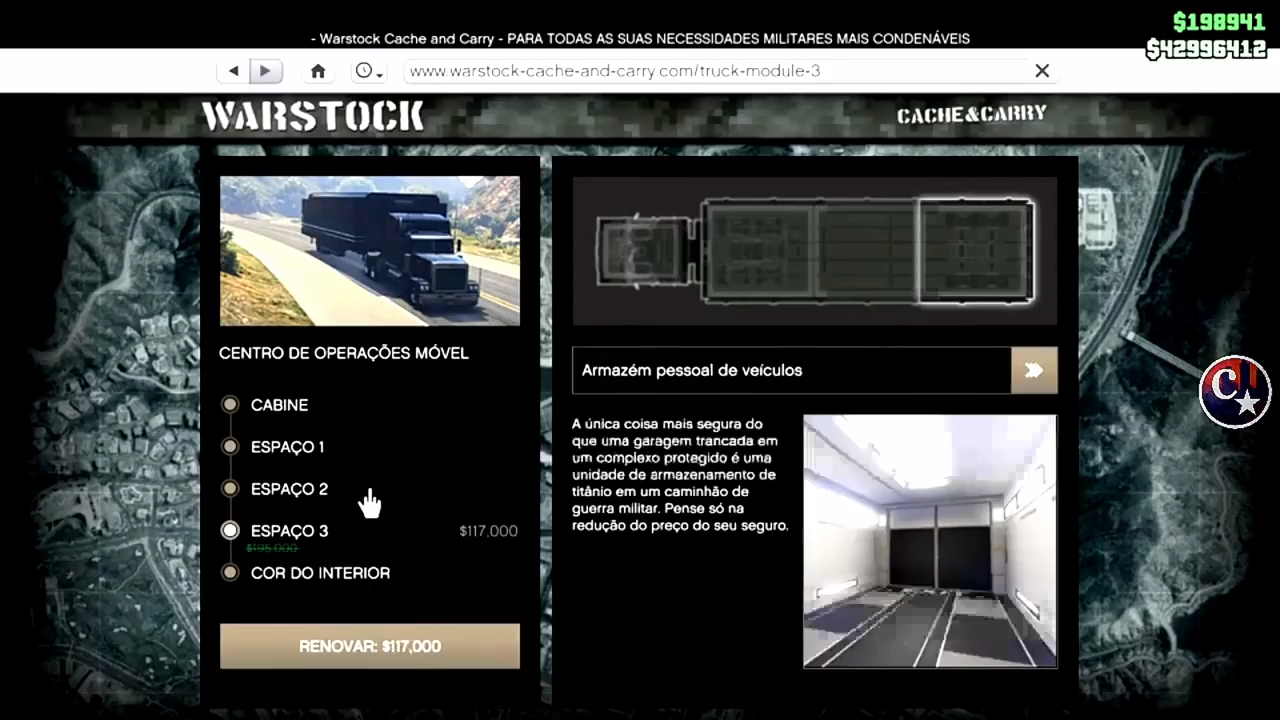 $198941
- Warstock Cache and Carry - PARA TODAS AS SUAS NECESSIDADES MILITARES MAIS CONDENÁVEIS
$42996412
www.warstock-cache-and-carry.com/truck-module-3
WARSTOCK
CACHE&CARRY
CENTRO DE OPERAÇÕES MÓVEL
CABINE
ESPAÇO 1
ESPAÇO 2
ESPAÇO 3 $117,000
$195,000
COR DO INTERIOR
RENOVAR: $117,000
Armazém pessoal de veículos
A única coisa mais segura do
que uma garagem trancada em
um complexo protegido é uma
unidade de armazenamento de
titânio em um caminhão de
guerra militar. Pense só na
redução do preço do seu seguro.
C